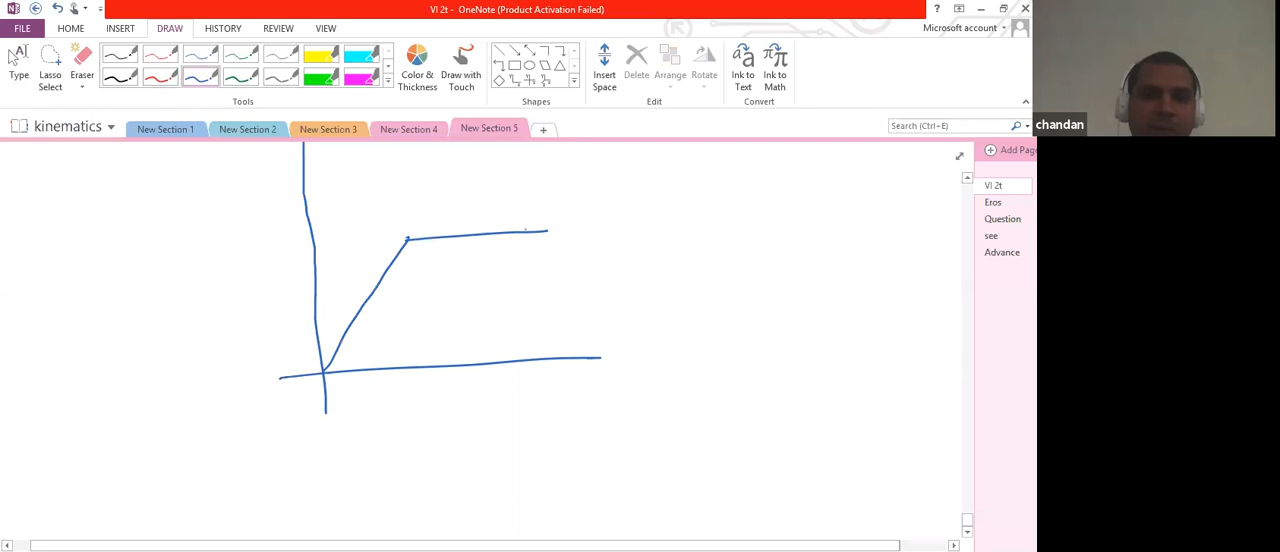 VI 2t - OneNote (Product Activation Failed)
FILE HOME INSERT DRAW HISTORY REVIEW VIEW
Microsoft account
Type
Lasso Select
Eraser
Color & Thickness
Draw with Touch
Insert Space
Delete
Arrange
Rotate
Ink to Text
Ink to Math
Tools
Shapes
Edit
Convert
chandan
kinematics
New Section 1
New Section 2
New Section 3
New Section 4
New Section 5
Search (Ctrl+E)
Add Pag
VI 2t
Eros
Question
see
Advance